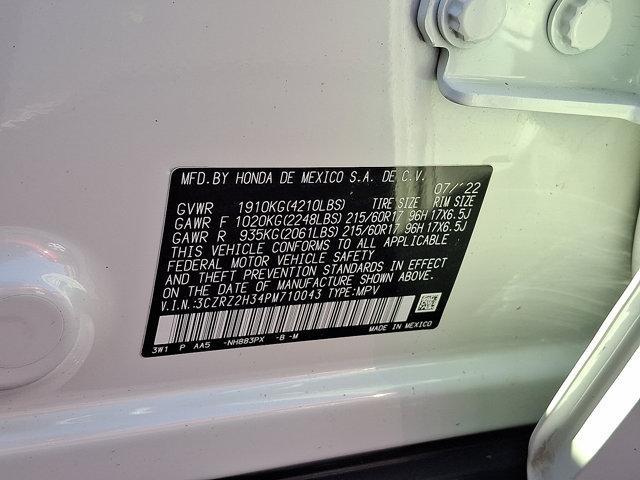 MFD.BY HONDA DE MEXICO S.A. DE C.V.
07/'22
GVWR 1910KG(4210LBS) TIRE SIZE RIM SIZE
GAWR F 1020KG(2248LBS) 215/60R17 96H 17X6.5J
GAWR R 935KG(2061LBS) 215/60R17 96H 17X6.5J
THIS VEHICLE CONFORMS TO ALL APPLICABLE
FEDERAL MOTOR VEHICLE SAFETY
AND THEFT PREVENTION STANDARDS IN EFFECT
ON THE DATE OF MANUFACTURE SHOWN ABOVE.
V.I.N.:3CZRZ2H34PM710043 TYPE:MPV
MADE IN MEXICO
3W1 P AA5 -NH883PX -B -M